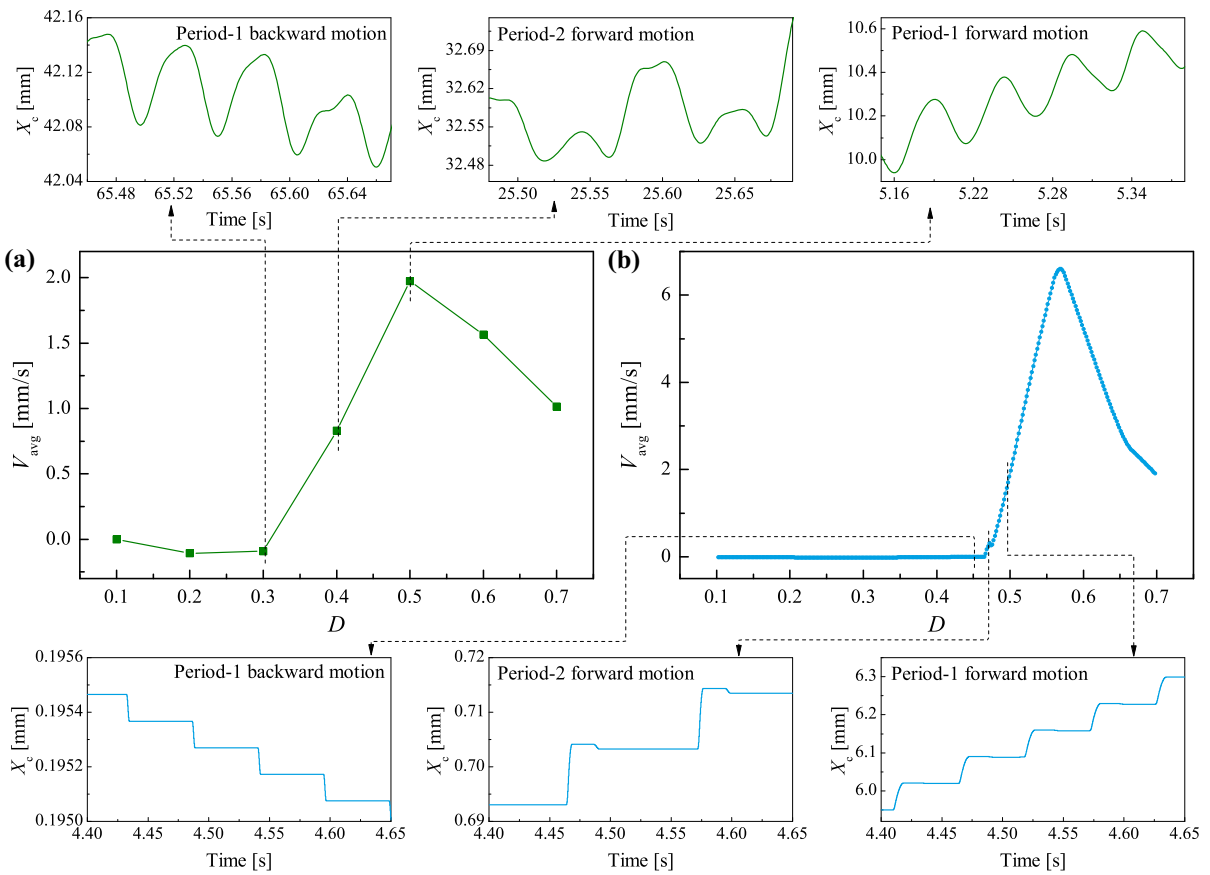 Period-1 backward motion
42.16
42.12
42.08
42.04
X_c [mm]
65.48 65.52 65.56 65.60 65.64
Time [s]
Period-2 forward motion
32.69
32.62
32.55
32.48
X_c [mm]
25.50 25.55 25.60 25.65
Time [s]
Period-1 forward motion
10.6
10.4
10.2
10.0
X_c [mm]
5.16 5.22 5.28 5.34
Time [s]
(a)
2.0
1.5
1.0
0.5
0.0
V_avg [mm/s]
0.1 0.2 0.3 0.4 0.5 0.6 0.7
D
(b)
6
4
2
0
V_avg [mm/s]
0.1 0.2 0.3 0.4 0.5 0.6 0.7
D
Period-1 backward motion
0.1956
0.1954
0.1952
0.1950
X_c [mm]
4.40 4.45 4.50 4.55 4.60 4.65
Time [s]
Period-2 forward motion
0.72
0.71
0.70
0.69
X_c [mm]
4.40 4.45 4.50 4.55 4.60 4.65
Time [s]
Period-1 forward motion
6.3
6.2
6.1
6.0
X_c [mm]
4.40 4.45 4.50 4.55 4.60 4.65
Time [s]